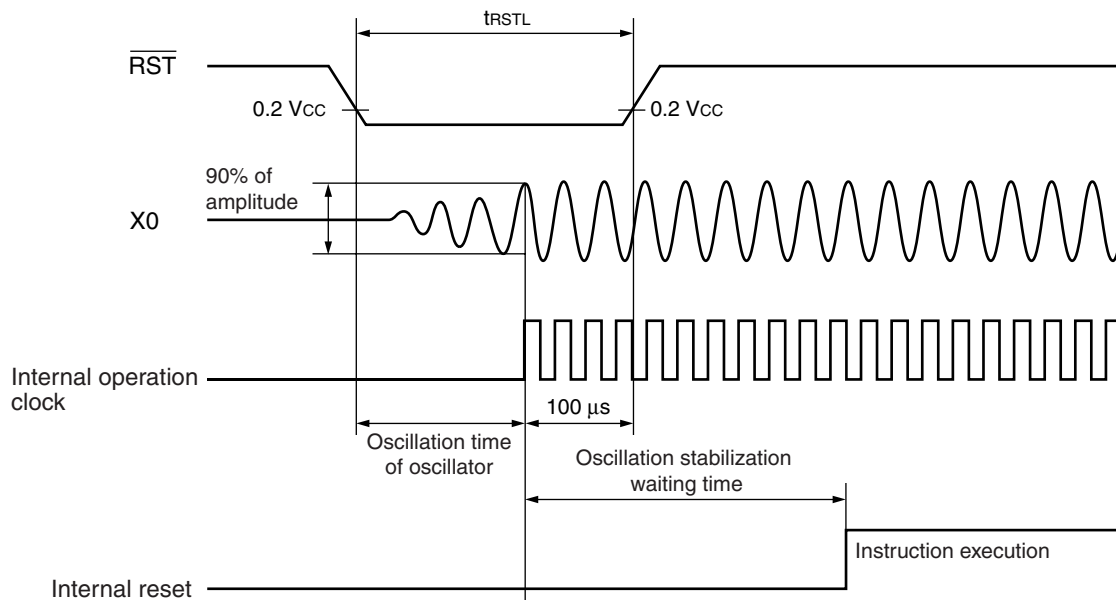 tRSTL
RST
0.2 VCC
0.2 VCC
90% of
amplitude
X0
Internal operation
clock
100 μs
Oscillation time
of oscillator
Oscillation stabilization
waiting time
Instruction execution
Internal reset